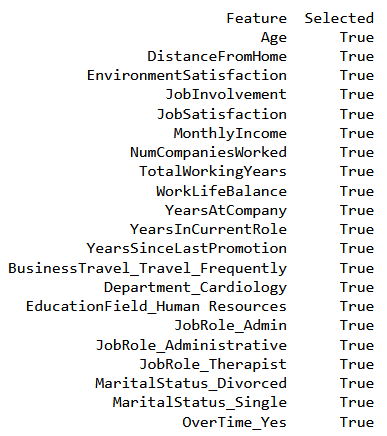 Feature Selected
Age True
DistanceFromHome True
EnvironmentSatisfaction True
JobInvolvement True
JobSatisfaction True
MonthlyIncome True
NumCompaniesWorked True
TotalWorkingYears True
WorkLifeBalance True
YearsAtCompany True
YearsInCurrentRole True
YearsSinceLastPromotion True
BusinessTravel_Travel_Frequently True
Department_Cardiology True
EducationField_Human Resources True
JobRole_Admin True
JobRole_Administrative True
JobRole_Therapist True
MaritalStatus_Divorced True
MaritalStatus_Single True
OverTime_Yes True